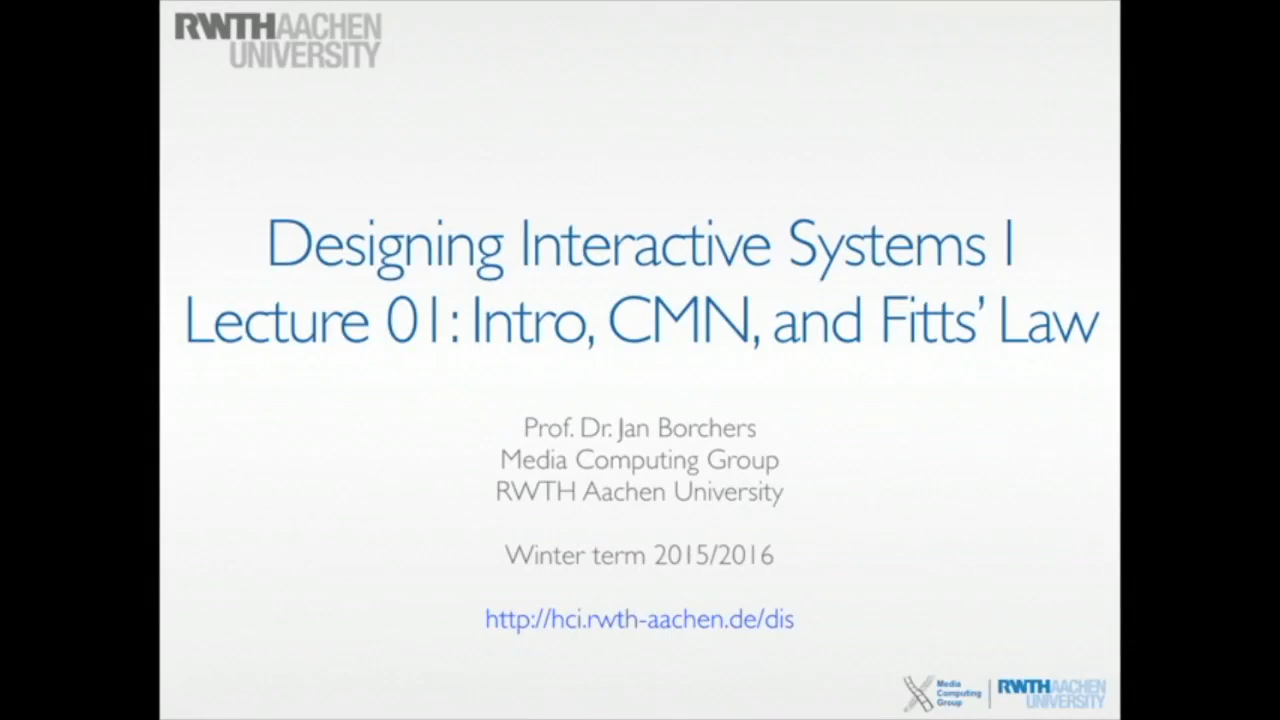 RWTHAACHEN
UNIVERSITY
Designing Interactive Systems I
Lecture 01: Intro, CMN, and Fitts’ Law
Prof. Dr. Jan Borchers
Media Computing Group
RWTH Aachen University
Winter term 2015/2016
http://hci.rwth-aachen.de/dis
Media
Computing
Group
RWTHAACHEN
UNIVERSITY